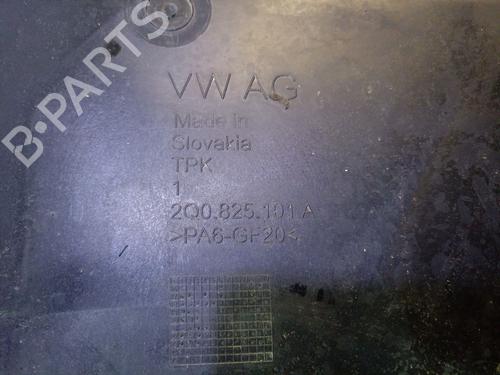 B-PARTS
VW AG
Made in
Slovakia
TPK
1
2Q0.825.101.A
>PA6-GF20<